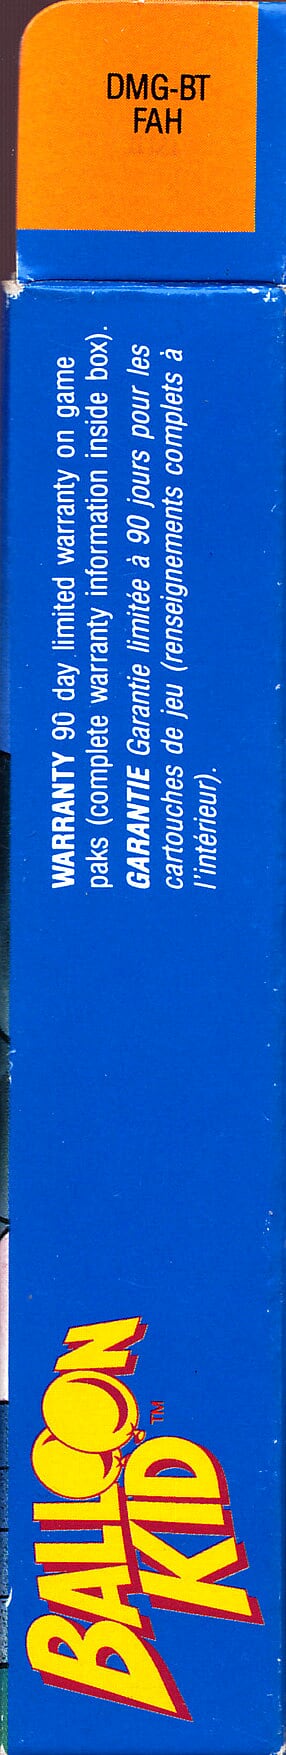 DMG-BT
FAH
WARRANTY 90 day limited warranty on game
paks (complete warranty information inside box).
GARANTIE Garantie limitée à 90 jours pour les
cartouches de jeu (renseignements complets à
l'intérieur).
BALLOON
KID™